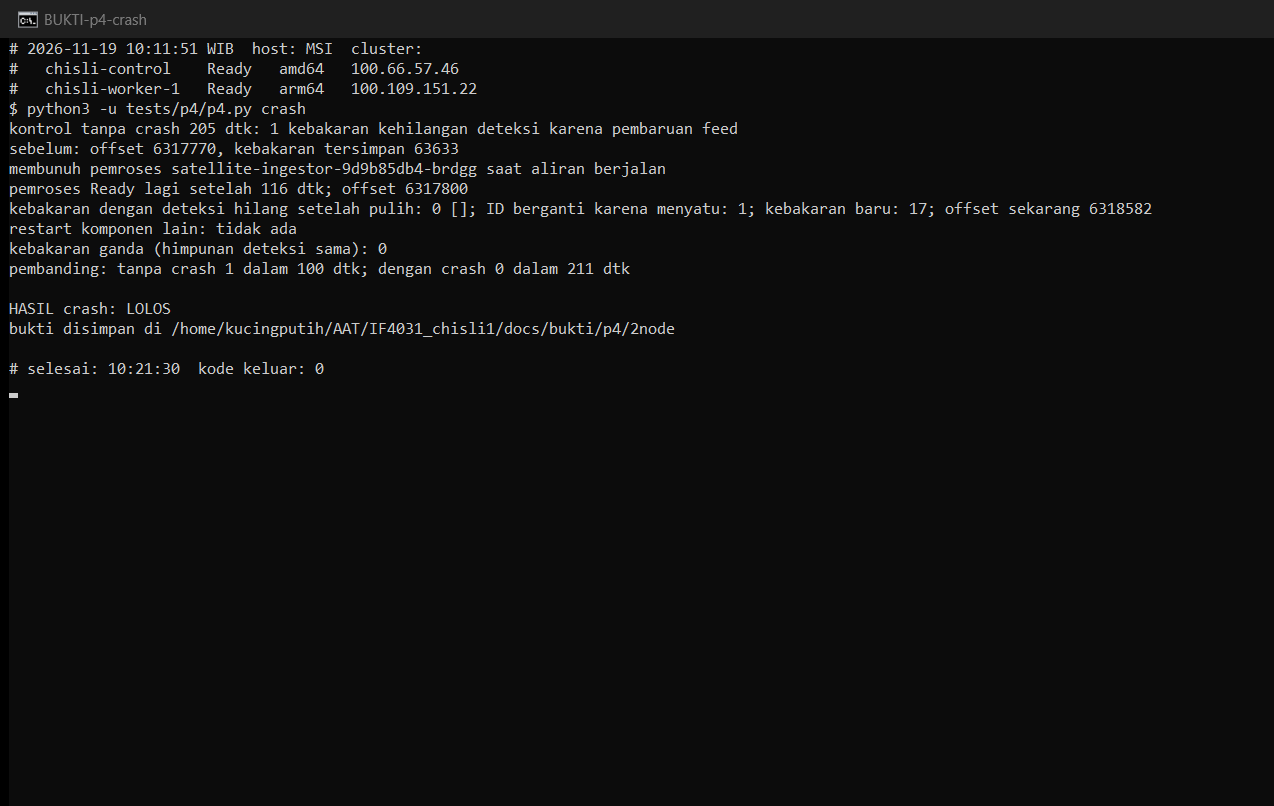 BUKTI-p4-crash
# 2026-11-19 10:11:51 WIB  host: MSI  cluster:
#   chisli-control    Ready   amd64   100.66.57.46
#   chisli-worker-1   Ready   arm64   100.109.151.22
$ python3 -u tests/p4/p4.py crash
kontrol tanpa crash 205 dtk: 1 kebakaran kehilangan deteksi karena pembaruan feed
sebelum: offset 6317770, kebakaran tersimpan 63633
membunuh pemroses satellite-ingestor-9d9b85db4-brdgg saat aliran berjalan
pemroses Ready lagi setelah 116 dtk; offset 6317800
kebakaran dengan deteksi hilang setelah pulih: 0 []; ID berganti karena menyatu: 1; kebakaran baru: 17; offset sekarang 6318582
restart komponen lain: tidak ada
kebakaran ganda (himpunan deteksi sama): 0
pembanding: tanpa crash 1 dalam 100 dtk; dengan crash 0 dalam 211 dtk
HASIL crash: LOLOS
bukti disimpan di /home/kucingputih/AAT/IF4031_chisli1/docs/bukti/p4/2node
# selesai: 10:21:30  kode keluar: 0